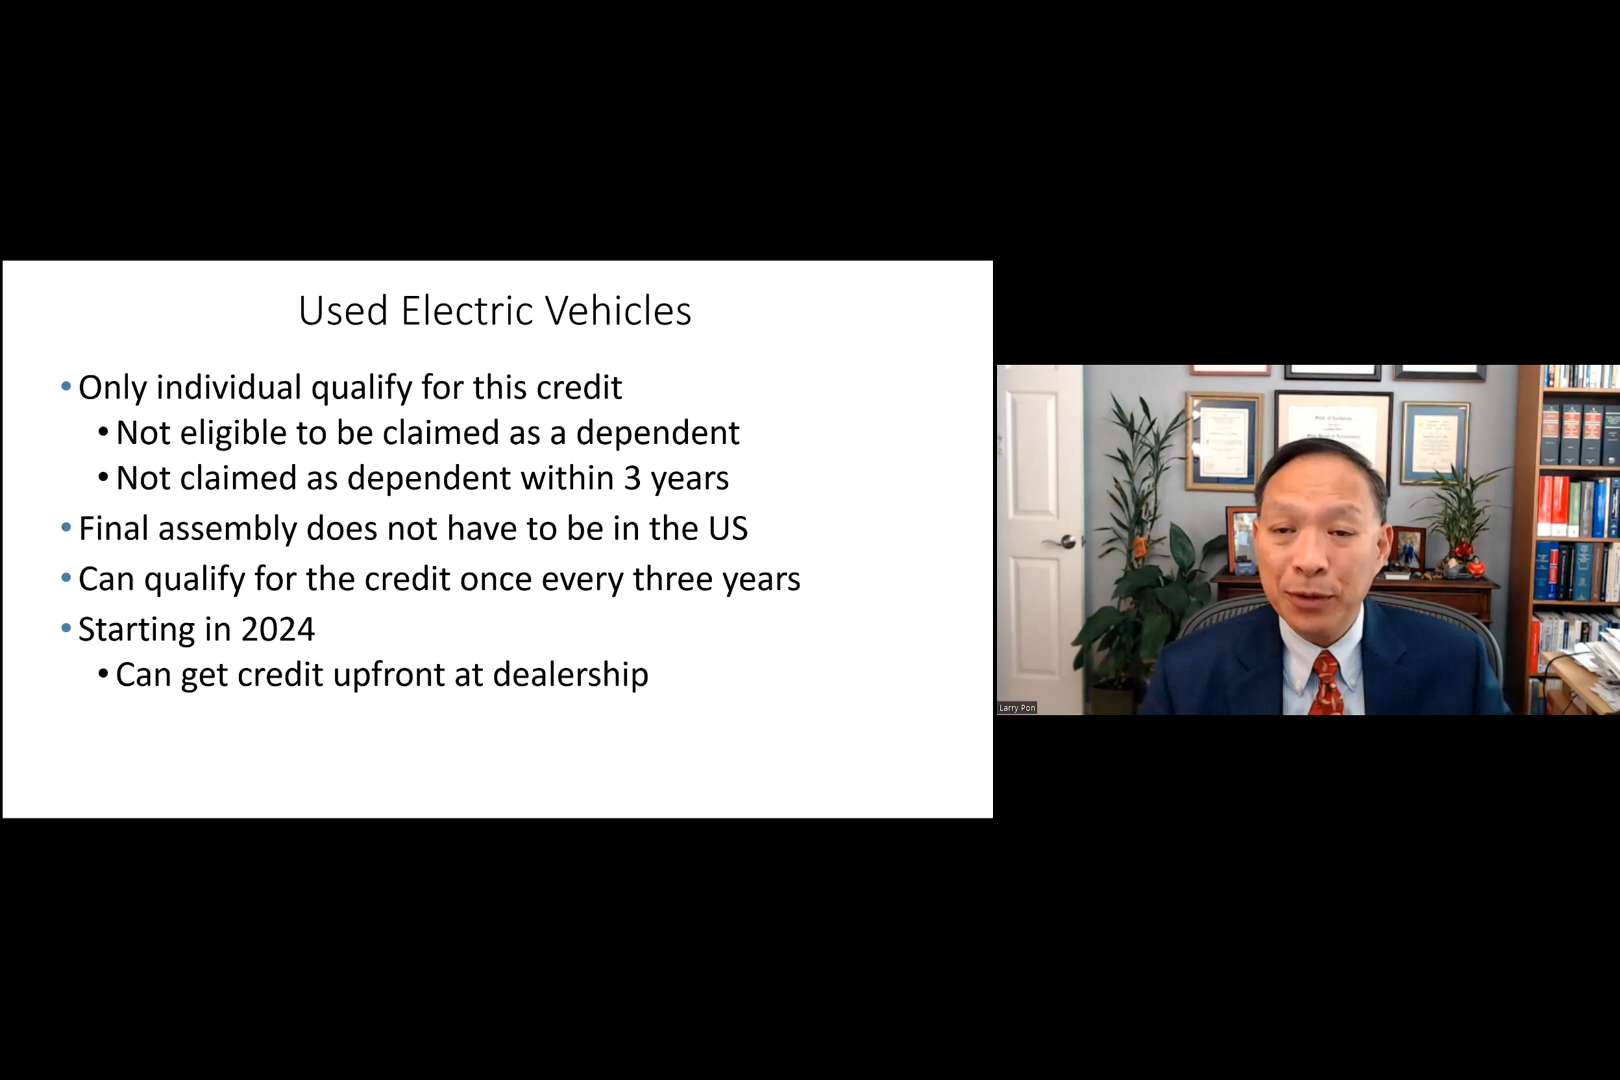 Used Electric Vehicles
• Only individual qualify for this credit
• Not eligible to be claimed as a dependent
• Not claimed as dependent within 3 years
• Final assembly does not have to be in the US
• Can qualify for the credit once every three years
• Starting in 2024
• Can get credit upfront at dealership
Larry Pon